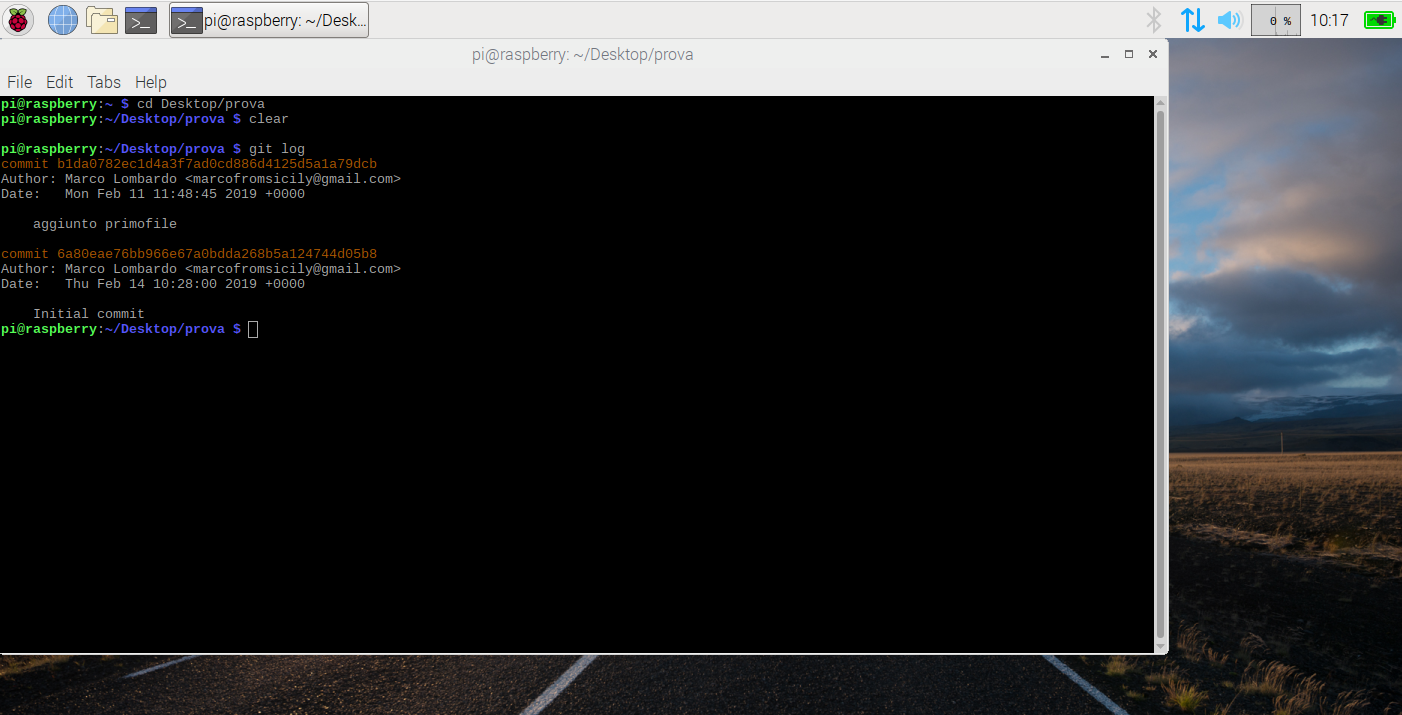 pi@raspberry: ~/Desk...
0 %
10:17
pi@raspberry: ~/Desktop/prova
File Edit Tabs Help
pi@raspberry:~ $ cd Desktop/prova
pi@raspberry:~/Desktop/prova $ clear
pi@raspberry:~/Desktop/prova $ git log
commit b1da0782ec1d4a3f7ad0cd886d4125d5a1a79dcb
Author: Marco Lombardo <marcofromsicily@gmail.com>
Date:   Mon Feb 11 11:48:45 2019 +0000
    aggiunto primofile
commit 6a80eae76bb966e67a0bdda268b5a124744d05b8
Author: Marco Lombardo <marcofromsicily@gmail.com>
Date:   Thu Feb 14 10:28:00 2019 +0000
    Initial commit
pi@raspberry:~/Desktop/prova $